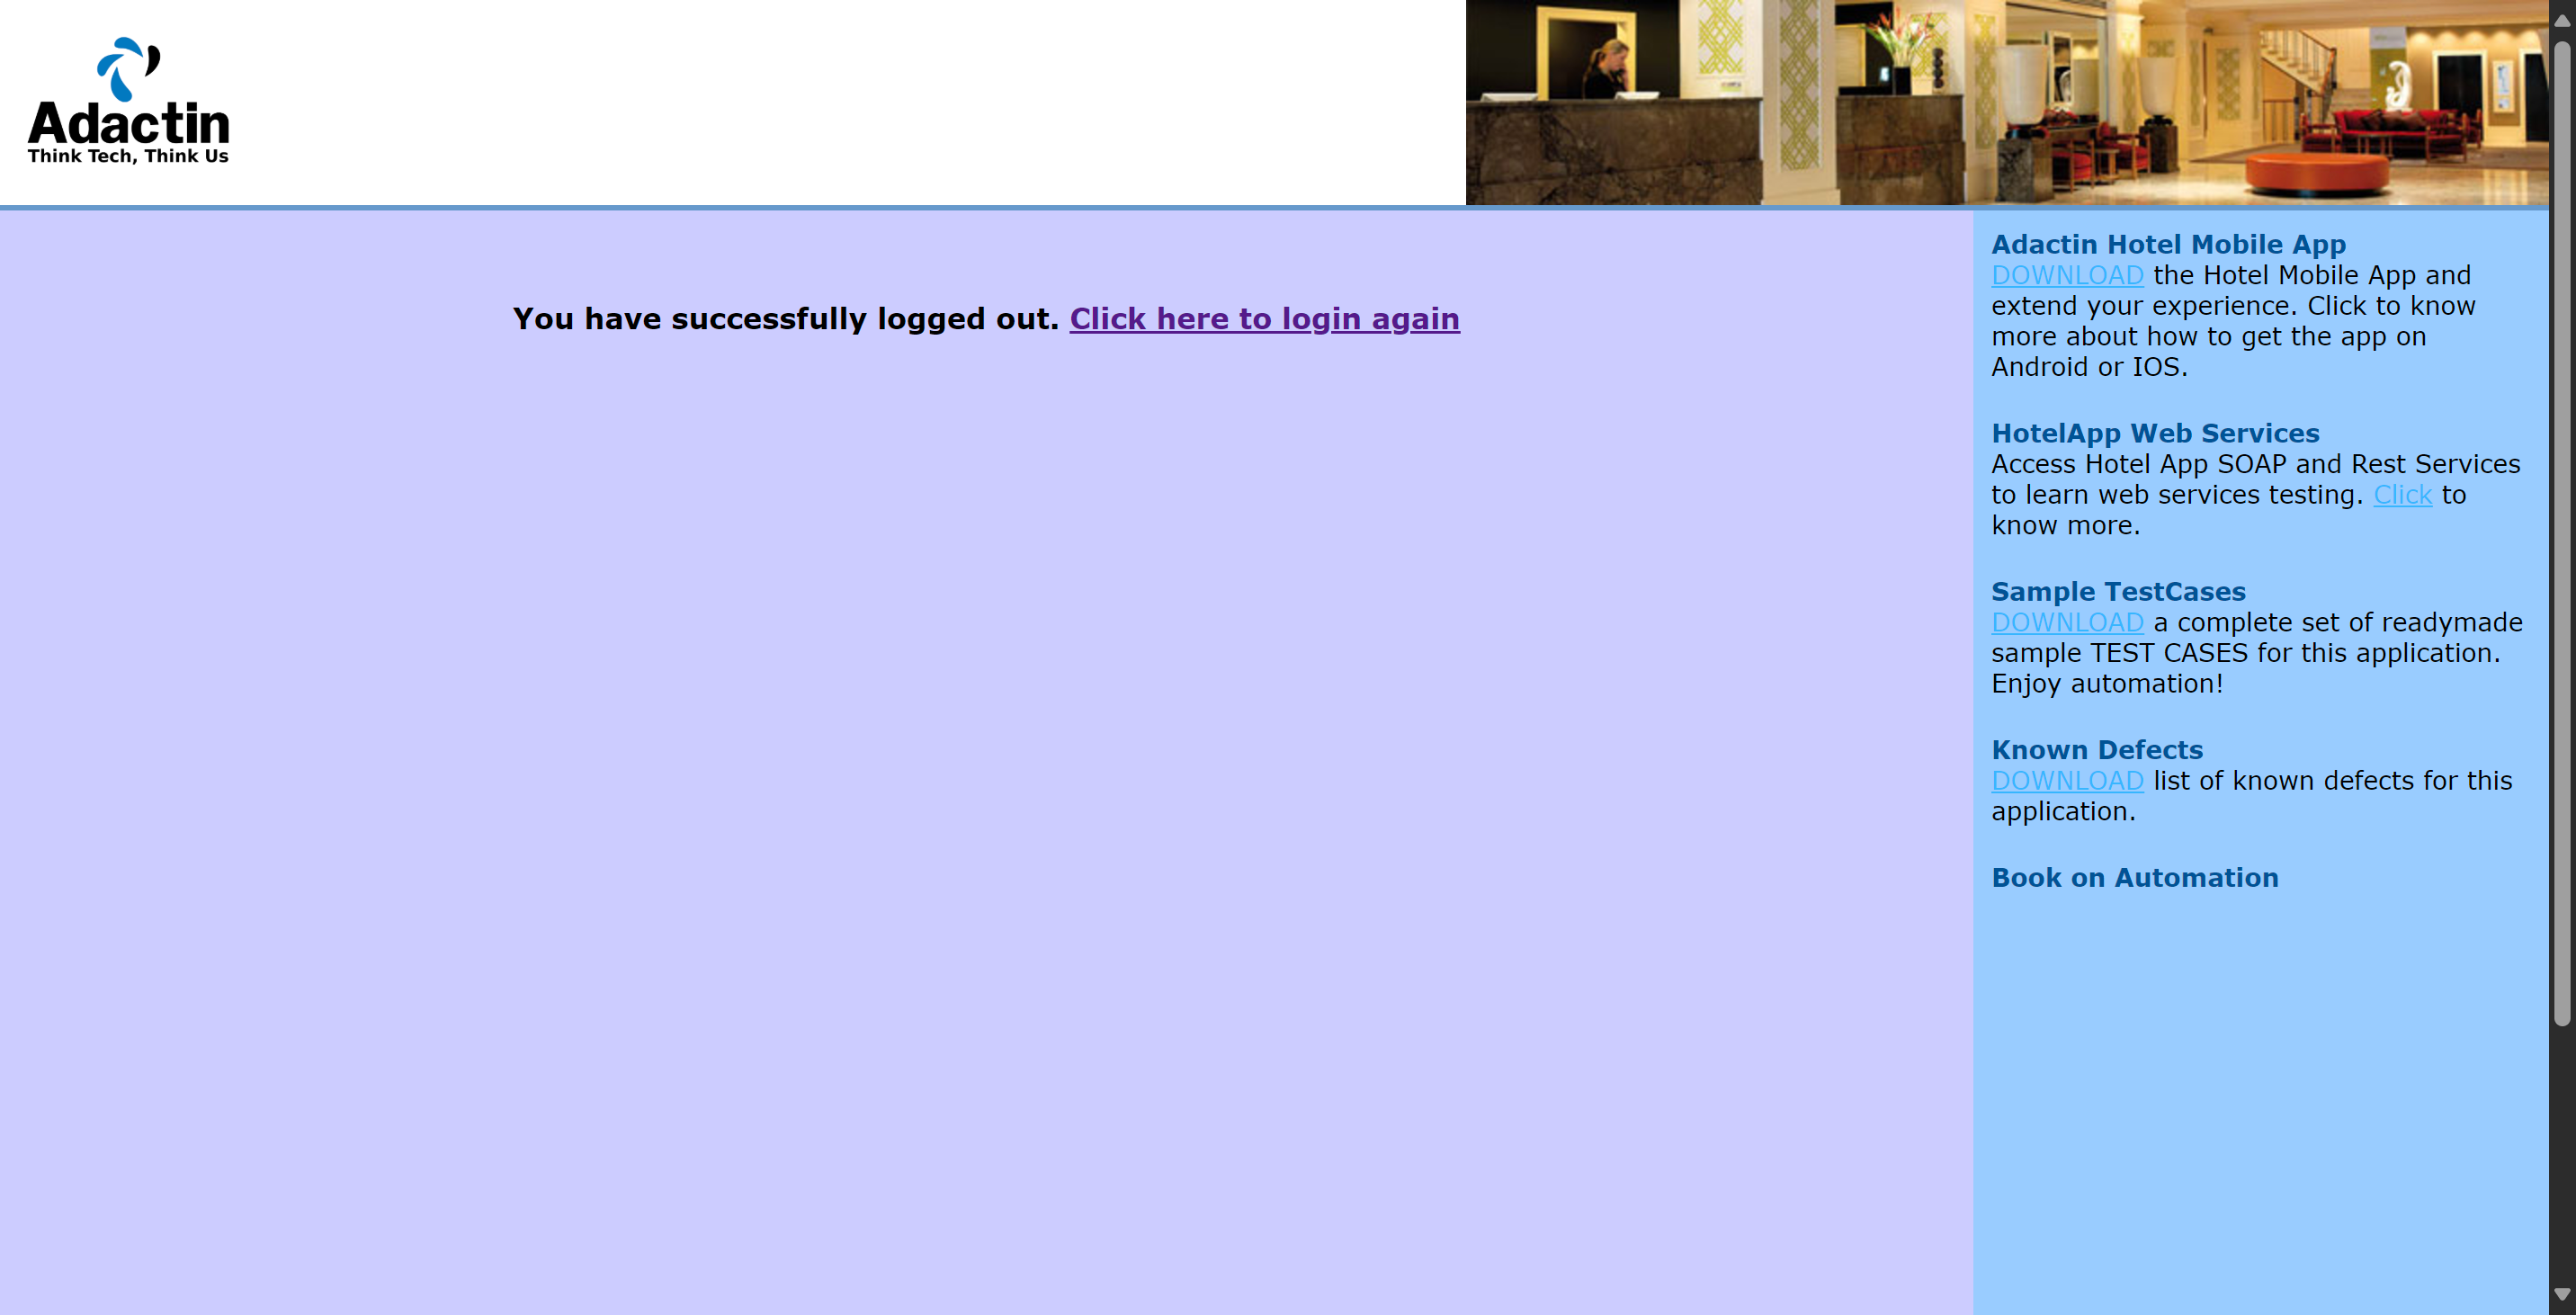 Adactin
Think Tech, Think Us
You have successfully logged out. Click here to login again
Adactin Hotel Mobile App
DOWNLOAD the Hotel Mobile App and
extend your experience. Click to know
more about how to get the app on
Android or IOS.
HotelApp Web Services
Access Hotel App SOAP and Rest Services
to learn web services testing. Click to
know more.
Sample TestCases
DOWNLOAD a complete set of readymade
sample TEST CASES for this application.
Enjoy automation!
Known Defects
DOWNLOAD list of known defects for this
application.
Book on Automation